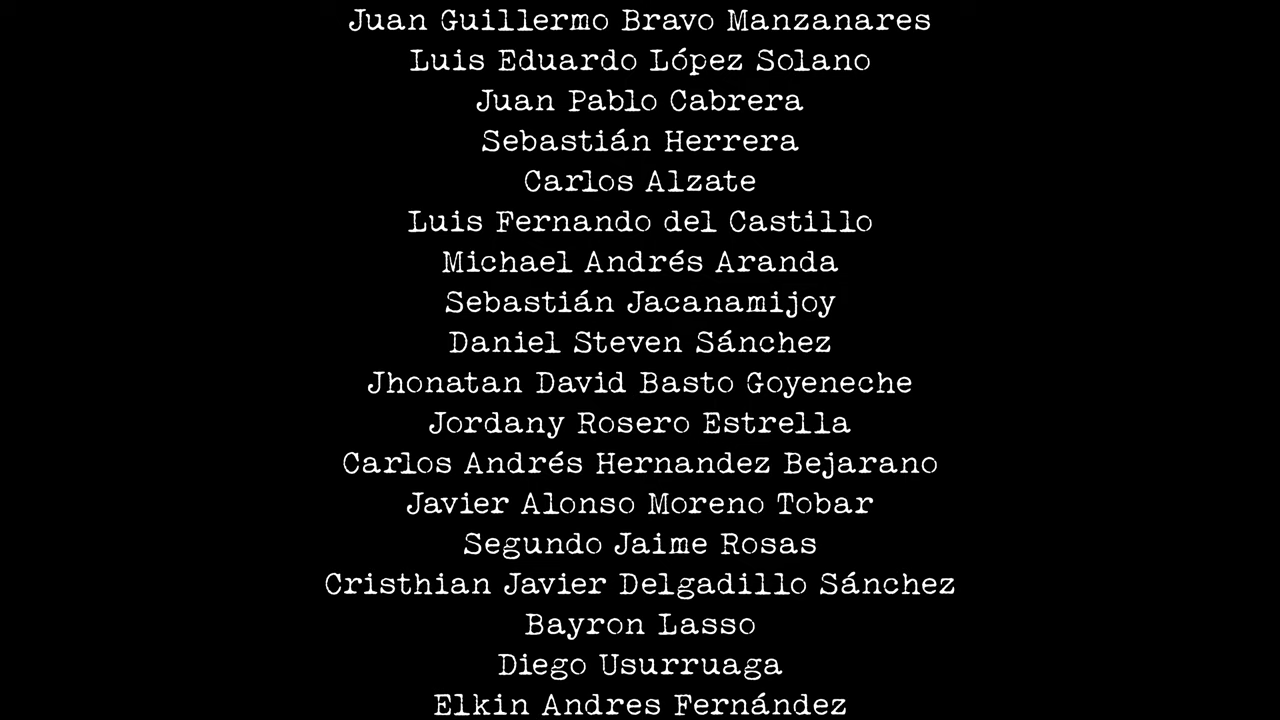 Juan Guillermo Bravo Manzanares
Luis Eduardo López Solano
Juan Pablo Cabrera
Sebastián Herrera
Carlos Alzate
Luis Fernando del Castillo
Michael Andrés Aranda
Sebastián Jacanamijoy
Daniel Steven Sánchez
Jhonatan David Basto Goyeneche
Jordany Rosero Estrella
Carlos Andrés Hernandez Bejarano
Javier Alonso Moreno Tobar
Segundo Jaime Rosas
Cristhian Javier Delgadillo Sánchez
Bayron Lasso
Diego Usurruaga
Elkin Andres Fernández